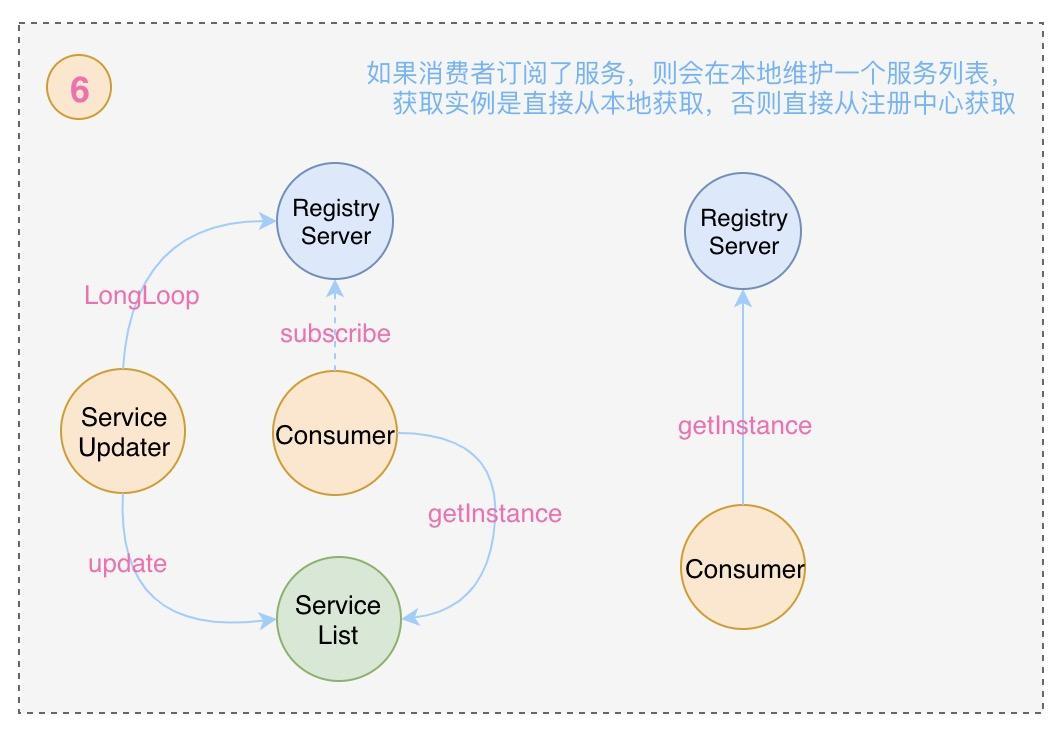 6
如果消费者订阅了服务，则会在本地维护一个服务列表，
获取实例是直接从本地获取，否则直接从注册中心获取
Registry
Server
LongLoop
subscribe
Service
Updater
Consumer
getInstance
update
Service
List
Registry
Server
getInstance
Consumer